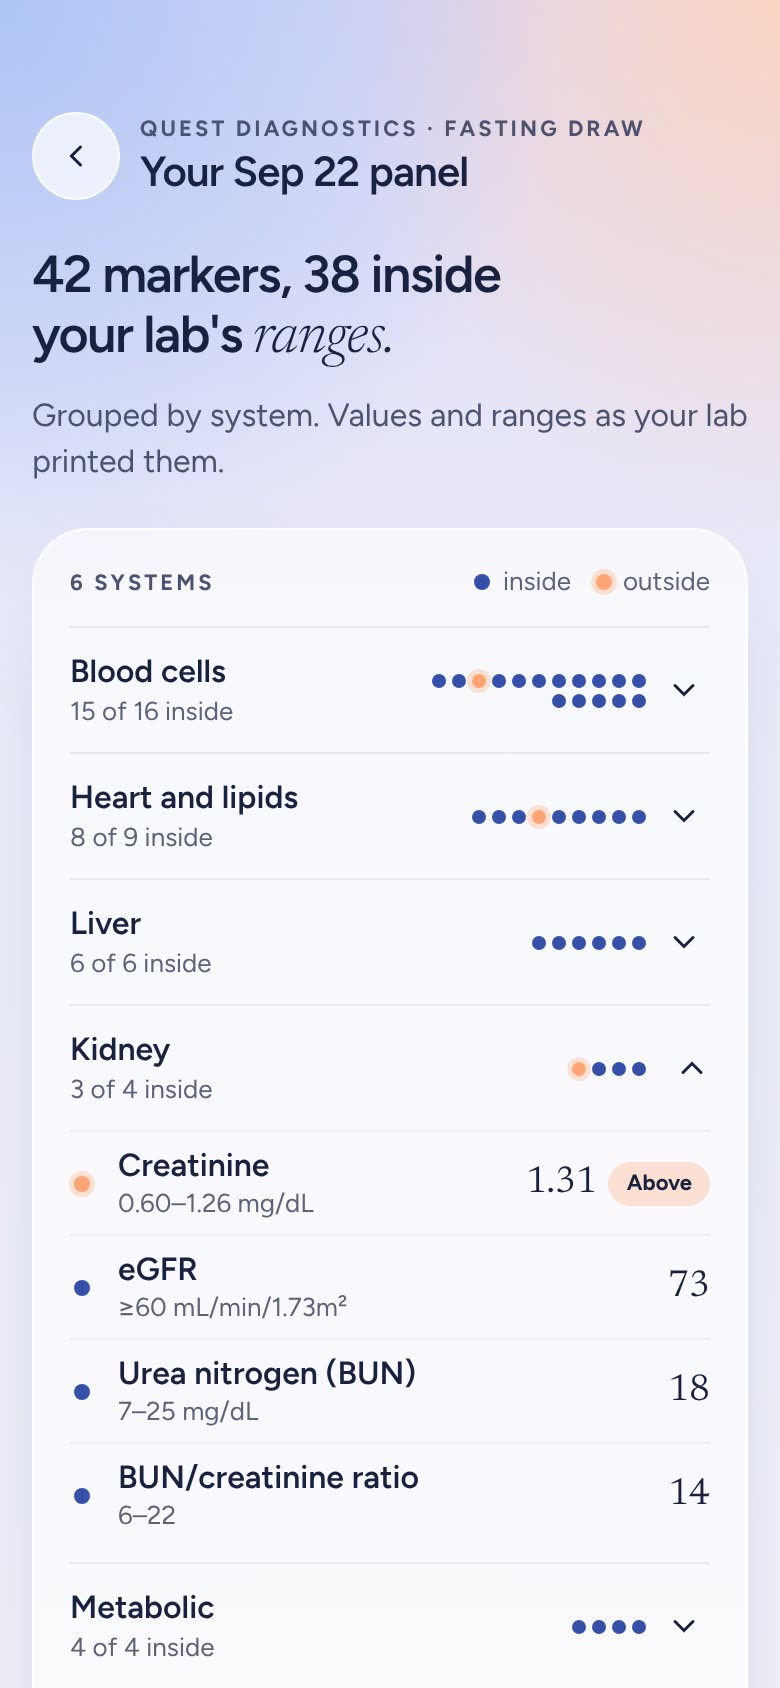 QUEST DIAGNOSTICS · FASTING DRAW
Your Sep 22 panel
42 markers, 38 inside
your lab's ranges.
Grouped by system. Values and ranges as your lab
printed them.
6 SYSTEMS
inside
outside
Blood cells
15 of 16 inside
Heart and lipids
8 of 9 inside
Liver
6 of 6 inside
Kidney
3 of 4 inside
Creatinine
0.60–1.26 mg/dL
1.31
Above
eGFR
≥60 mL/min/1.73m²
73
Urea nitrogen (BUN)
7–25 mg/dL
18
BUN/creatinine ratio
6–22
14
Metabolic
4 of 4 inside